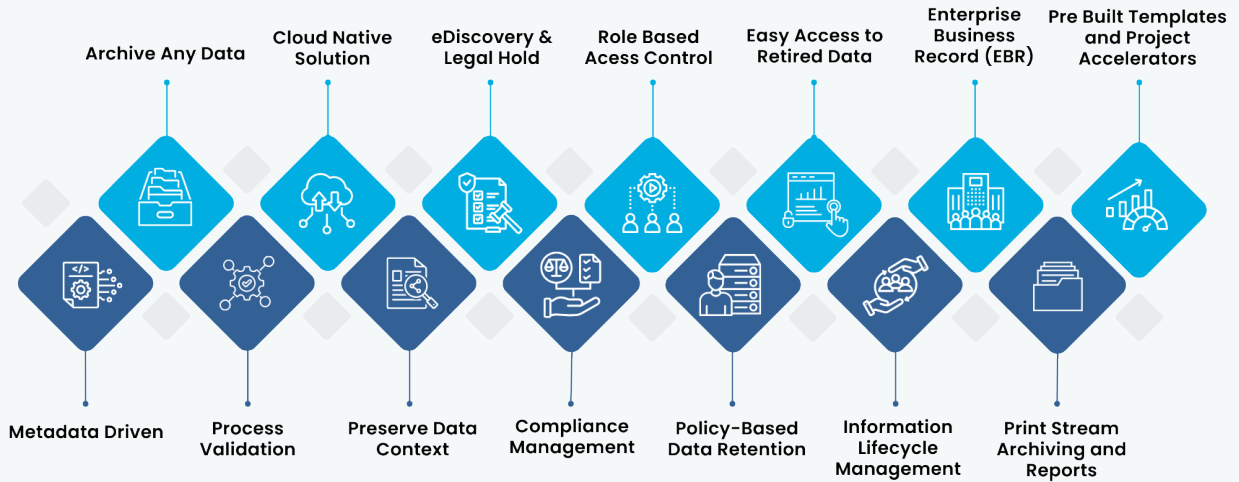 Archive Any Data
Cloud Native
Solution
eDiscovery &
Legal Hold
Role Based
Acess Control
Easy Access to
Retired Data
Enterprise
Business
Record (EBR)
Pre Built Templates
and Project
Accelerators
</>
Metadata Driven
Process
Validation
Preserve Data
Context
Compliance
Management
Policy-Based
Data Retention
Information
Lifecycle
Management
Print Stream
Archiving and
Reports